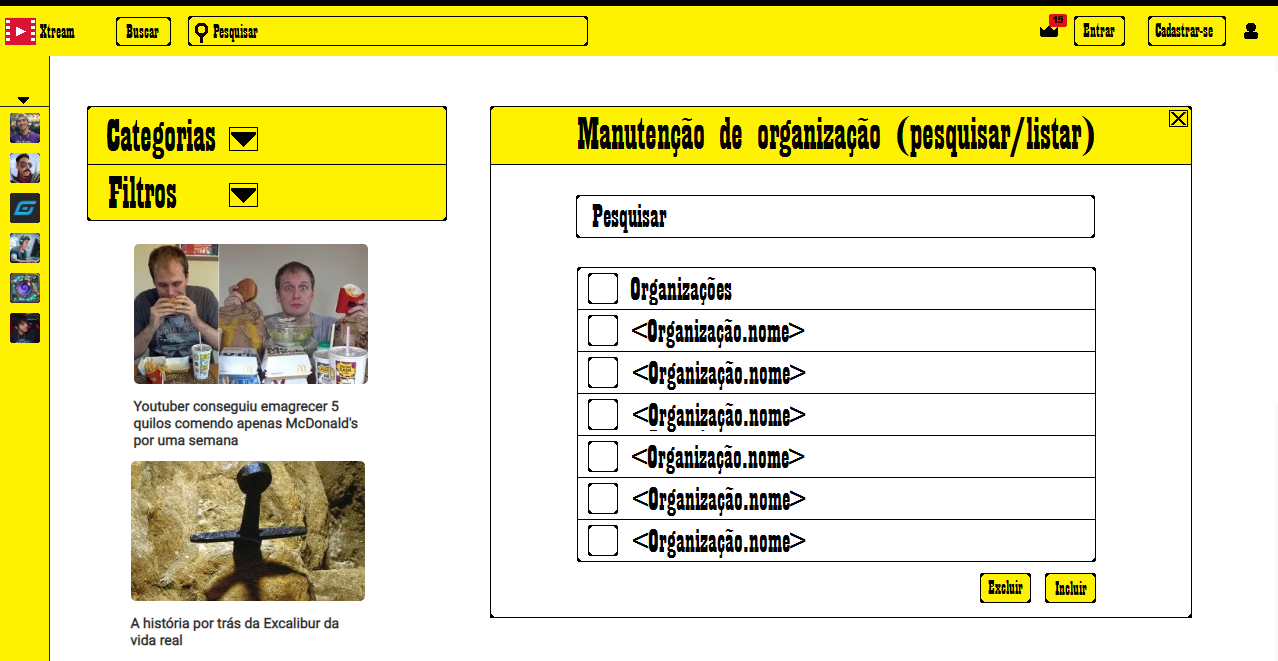 Xtream
Buscar
Pesquisar
15
Entrar
Cadastrar-se
Categorias
Filtros
Youtuber conseguiu emagrecer 5
quilos comendo apenas McDonald's
por uma semana
A história por trás da Excalibur da
vida real
Manutenção de organização (pesquisar/listar)
Pesquisar
Organizações
<Organização.nome>
<Organização.nome>
<Organização.nome>
<Organização.nome>
<Organização.nome>
<Organização.nome>
Excluir
Incluir